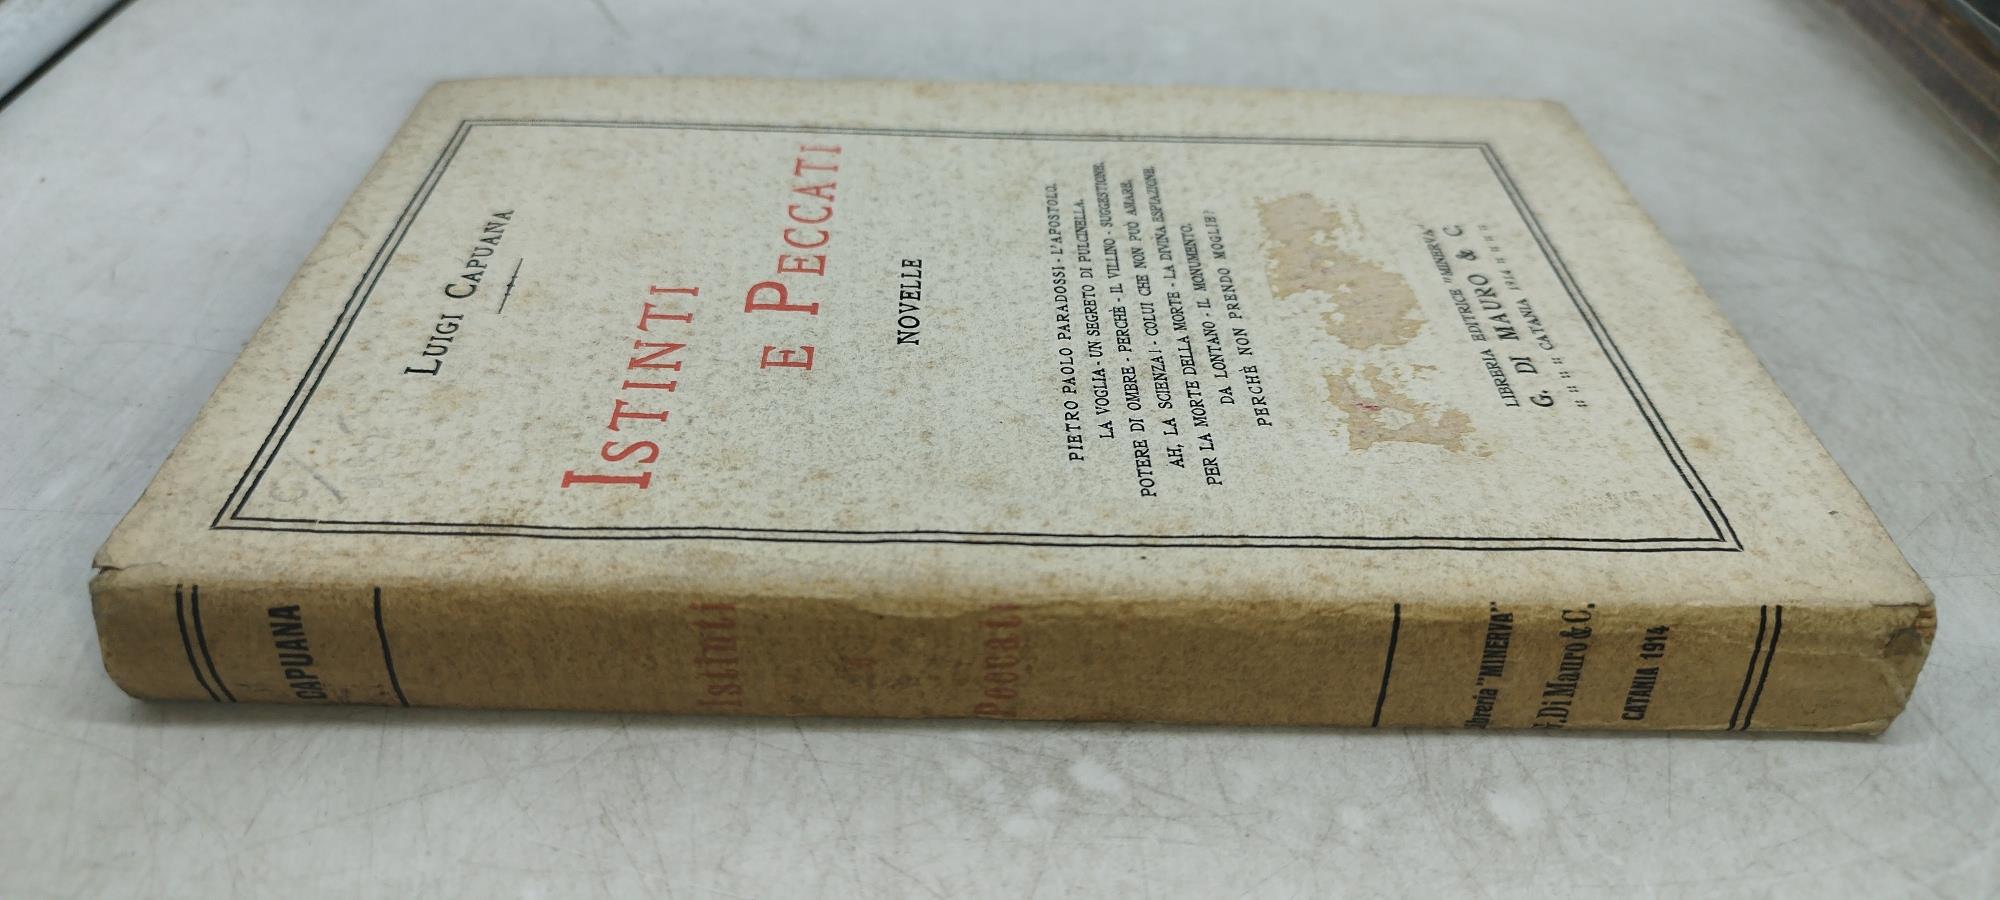 LUIGI CAPUANA
ISTINTI
E PECCATI
NOVELLE
PIETRO PAOLO PARADOSSI - L'APOSTOLO.
LA VOGLIA - UN SEGRETO DI PULCINELLA.
POTERE DI OMBRE - PERCHÈ - IL VILLINO - SUGGESTIONE.
AH, LA SCIENZA! - COLUI CHE NON PUÒ AMARE.
PER LA MORTE DELLA MORTE - LA DIVINA ESPIAZIONE
DA LONTANO - IL MONUMENTO.
PERCHÈ NON PRENDO MOGLIE?
LIBRERIA EDITRICE "MINERVA"
G. DI MAURO & C.
:: :: :: :: CATANIA 1914 :: :: :: ::
CAPUANA
Istinti
e
Peccati
Libreria "MINERVA"
G. Di Mauro & C.
CATANIA 1914